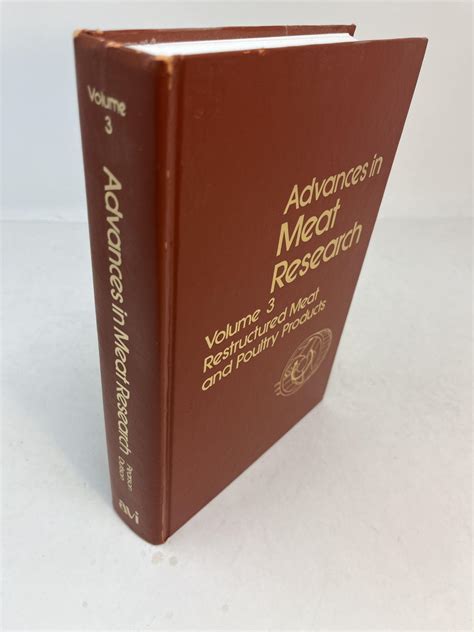 Volume
3
Advances in Meat Research
Pearson
Dutson
avi
Advances in
Meat
Research
Volume 3
Restructured Meat
and Poultry Products